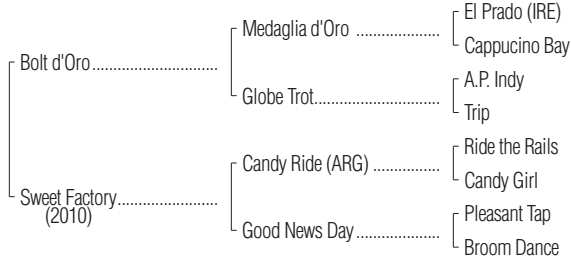 El Prado (IRE)
Medaglia d'Oro ....................
Cappucino Bay
Bolt d'Oro..............................
A.P. Indy
Globe Trot..............................
Trip
Ride the Rails
Candy Ride (ARG) ................
Candy Girl
Sweet Factory........................
(2010)
Pleasant Tap
Good News Day....................
Broom Dance